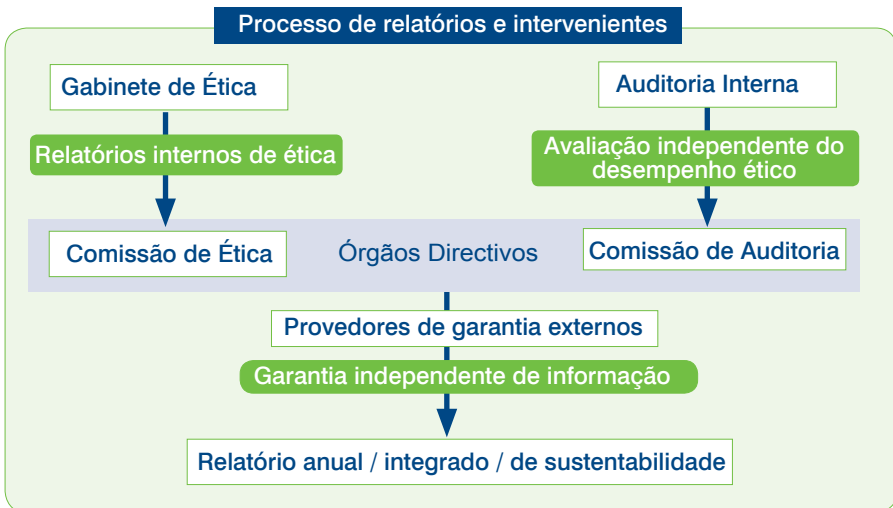 Processo de relatórios e intervenientes
Gabinete de Ética
Auditoria Interna
Relatórios internos de ética
Avaliação independente do
desempenho ético
Comissão de Ética
Órgãos Directivos
Comissão de Auditoria
Provedores de garantia externos
Garantia independente de informação
Relatório anual / integrado / de sustentabilidade